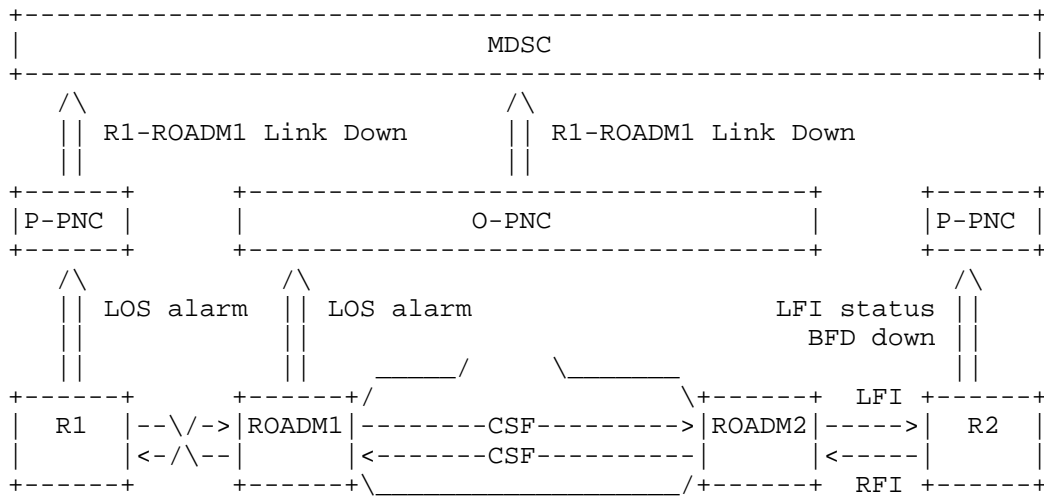 MDSC
R1-ROADM1 Link Down R1-ROADM1 Link Down
P-PNC O-PNC P-PNC
LOS alarm LOS alarm LFI status
BFD down
LFI
R1 ROADM1 CSF ROADM2 R2
CSF
RFI